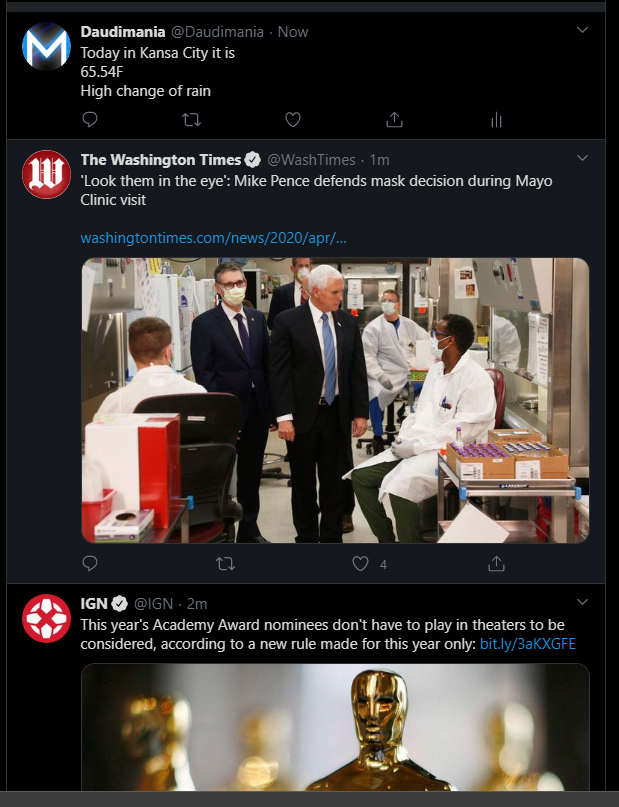 Daudimania @Daudimania · Now
Today in Kansa City it is
65.54F
High change of rain
The Washington Times @WashTimes · 1m
'Look them in the eye': Mike Pence defends mask decision during Mayo
Clinic visit
washingtontimes.com/news/2020/apr/...
4
IGN @IGN · 2m
This year's Academy Award nominees don't have to play in theaters to be
considered, according to a new rule made for this year only: bit.ly/3aKXGFE